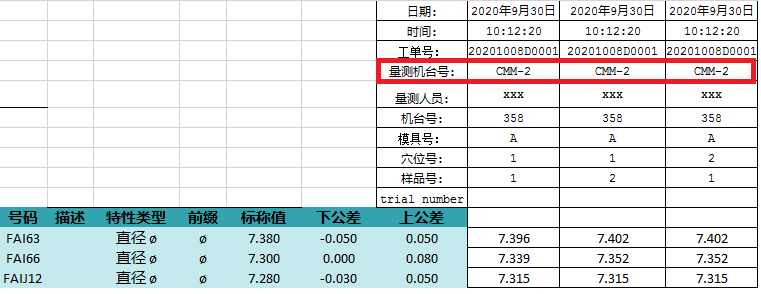 日期: 2020年9月30日 2020年9月30日 2020年9月30日
时间: 10:12:20 10:12:20 10:12:20
工单号: 20201008D0001 20201008D0001 20201008D0001
量测机台号: CMM-2 CMM-2 CMM-2
量测人员: xxx xxx xxx
机台号: 358 358 358
模具号: A A A
穴位号: 1 1 2
样品号: 1 2 1
trial number
号码 描述 特性类型 前缀 标称值 下公差 上公差
FAI63 直径 ø ø 7.380 -0.050 0.050 7.396 7.402 7.402
FAI66 直径 ø ø 7.300 0.000 0.080 7.339 7.352 7.352
FAIJ12 直径 ø ø 7.280 -0.030 0.050 7.315 7.315 7.315